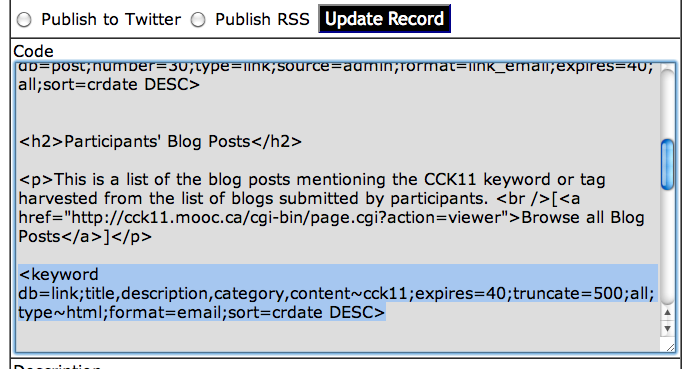 Publish to Twitter Publish RSS Update Record
Code
db=post;number=30;type=link;source=admin;format=link_email;expires=40;
all;sort=crdate DESC>
<h2>Participants' Blog Posts</h2>
<p>This is a list of the blog posts mentioning the CCK11 keyword or tag
harvested from the list of blogs submitted by participants. <br />[<a
href="http://cck11.mooc.ca/cgi-bin/page.cgi?action=viewer">Browse all Blog
Posts</a>]</p>
<keyword
db=link;title,description,category,content~cck11;expires=40;truncate=500;all;
type~html;format=email;sort=crdate DESC>
Description